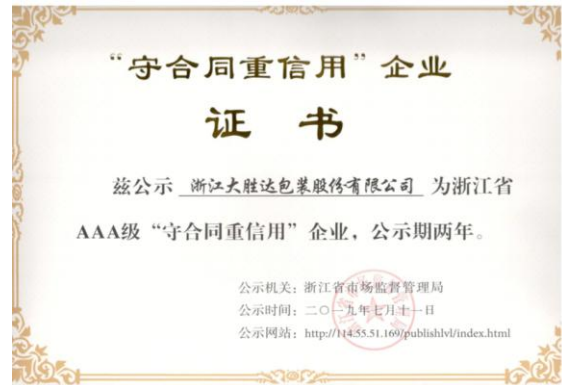 “守合同重信用”企业
证 书
兹公示 浙江大胜达包装股份有限公司 为浙江省
AAA级“守合同重信用”企业，公示期两年。
公示机关：浙江省市场监督管理局
公示时间：二〇一九年七月十一日
公示网站：http://114.55.51.169/publishlvl/index.html